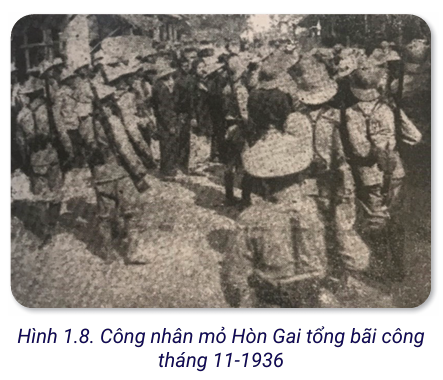 Hình 1.8. Công nhân mỏ Hòn Gai tổng bãi công
tháng 11-1936